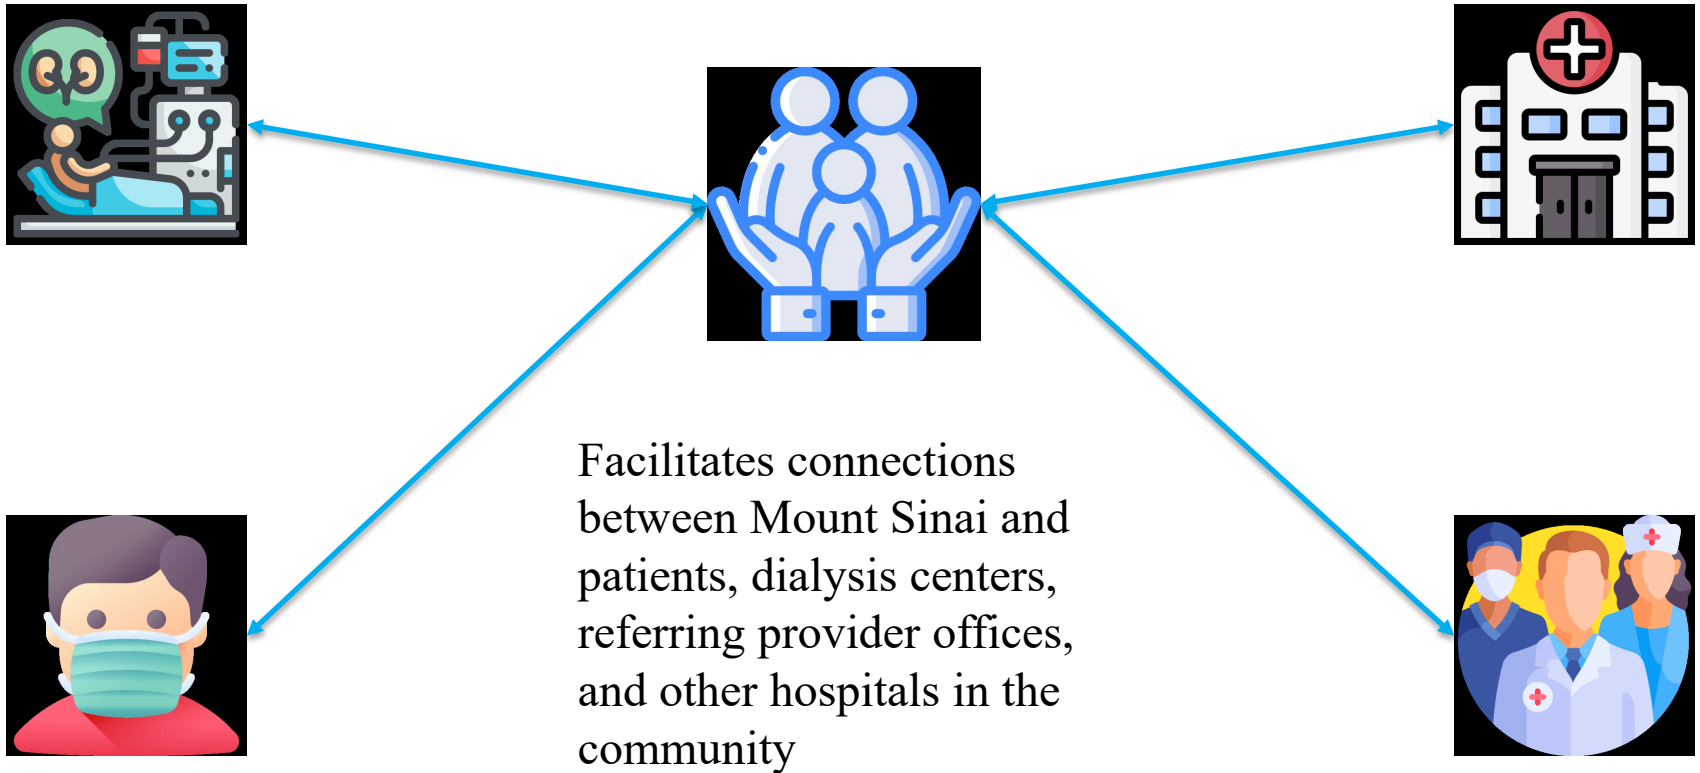 Facilitates connections
between Mount Sinai and
patients, dialysis centers,
referring provider offices,
and other hospitals in the
community